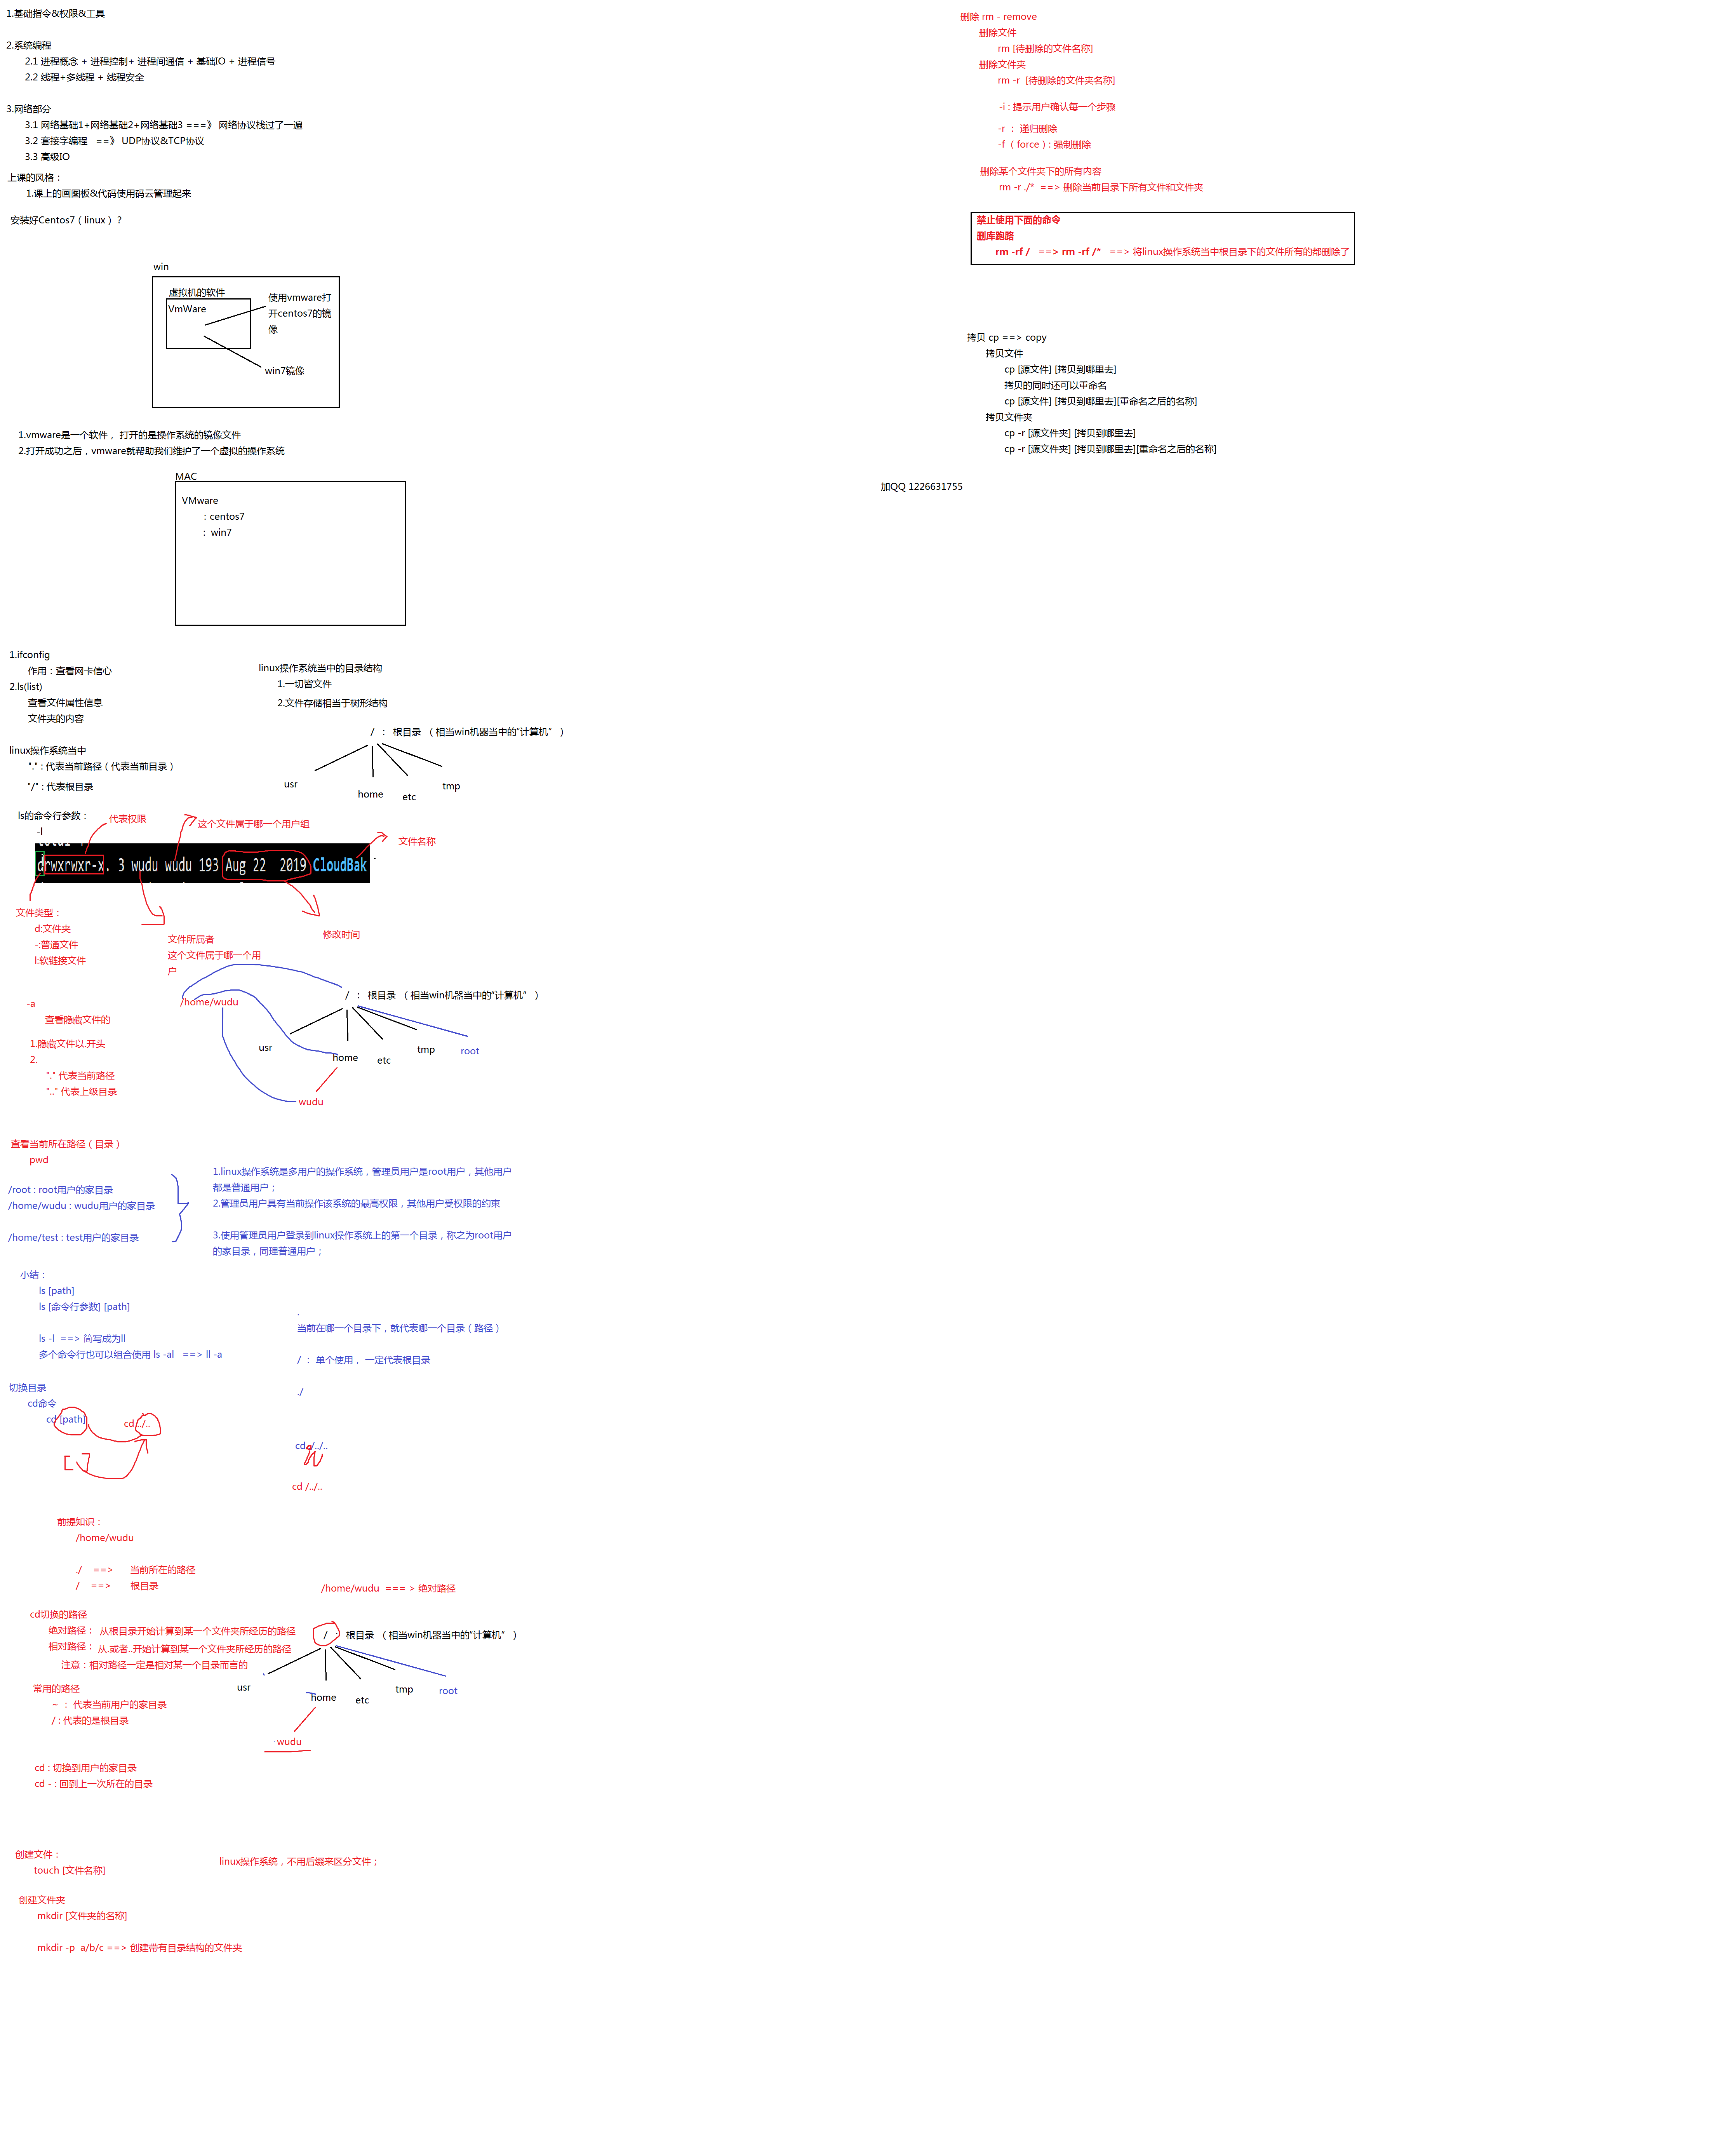 1.基础指令&权限&工具
2.系统编程
2.1 进程概念 + 进程控制+ 进程间通信 + 基础IO + 进程信号
2.2 线程+多线程 + 线程安全
3.网络部分
3.1 网络基础1+网络基础2+网络基础3 ===》 网络协议栈过了一遍
3.2 套接字编程 ==》 UDP协议&TCP协议
3.3 高级IO
上课的风格：
1.课上的画图板&代码使用码云管理起来
安装好Centos7（linux）？
win
虚拟机的软件
VmWare
使用vmware打
开centos7的镜
像
win7镜像
1.vmware是一个软件， 打开的是操作系统的镜像文件
2.打开成功之后，vmware就帮助我们维护了一个虚拟的操作系统
MAC
VMware
：centos7
： win7
1.ifconfig
作用：查看网卡信心
2.ls(list)
查看文件属性信息
文件夹的内容
linux操作系统当中
"." : 代表当前路径（代表当前目录）
"/" : 代表根目录
linux操作系统当中的目录结构
1.一切皆文件
2.文件存储相当于树形结构
/ ： 根目录 （ 相当win机器当中的“计算机” ）
usr
home
etc
tmp
ls的命令行参数：
-l
代表权限
这个文件属于哪一个用户组
文件名称
drwxrwxr-x. 3 wudu wudu 193 Aug 22 2019 CloudBak
文件类型：
d:文件夹
-:普通文件
l:软链接文件
文件所属者
这个文件属于哪一个用
户
修改时间
-a
查看隐藏文件的
1.隐藏文件以.开头
2.
"." 代表当前路径
".." 代表上级目录
/home/wudu
/ ： 根目录 （ 相当win机器当中的“计算机” ）
usr
home
etc
tmp
root
wudu
查看当前所在路径（目录）
pwd
/root : root用户的家目录
/home/wudu : wudu用户的家目录
/home/test : test用户的家目录
1.linux操作系统是多用户的操作系统，管理员用户是root用户，其他用户
都是普通用户；
2.管理员用户具有当前操作该系统的最高权限，其他用户受权限的约束
3.使用管理员用户登录到linux操作系统上的第一个目录，称之为root用户
的家目录，同理普通用户；
小结：
ls [path]
ls [命令行参数] [path]
ls -l ==> 简写成为ll
多个命令行也可以组合使用 ls -al ==> ll -a
.
当前在哪一个目录下，就代表哪一个目录（路径）
/ ： 单个使用， 一定代表根目录
./
切换目录
cd命令
cd [path]
cd ../..
[ ]
cd /../..
前提知识：
/home/wudu
./ ==> 当前所在的路径
/ ==> 根目录
/home/wudu === > 绝对路径
cd切换的路径
绝对路径： 从根目录开始计算到某一个文件夹所经历的路径
相对路径： 从.或者..开始计算到某一个文件夹所经历的路径
注意：相对路径一定是相对某一个目录而言的
常用的路径
~ ： 代表当前用户的家目录
/ : 代表的是根目录
/ ： 根目录 （ 相当win机器当中的“计算机” ）
usr
home
etc
tmp
root
wudu
cd : 切换到用户的家目录
cd - : 回到上一次所在的目录
创建文件：
touch [文件名称]
linux操作系统，不用后缀来区分文件；
创建文件夹
mkdir [文件夹的名称]
mkdir -p a/b/c ==> 创建带有目录结构的文件夹
删除 rm - remove
删除文件
rm [待删除的文件名称]
删除文件夹
rm -r [待删除的文件夹名称]
-i : 提示用户确认每一个步骤
-r ： 递归删除
-f（force）: 强制删除
删除某个文件夹下的所有内容
rm -r ./* ==> 删除当前目录下所有文件和文件夹
禁止使用下面的命令
删库跑路
rm -rf / ==> rm -rf /* ==> 将linux操作系统当中根目录下的文件所有的都删除了
拷贝 cp ==> copy
拷贝文件
cp [源文件] [拷贝到哪里去]
拷贝的同时还可以重命名
cp [源文件] [拷贝到哪里去][重命名之后的名称]
拷贝文件夹
cp -r [源文件夹] [拷贝到哪里去]
cp -r [源文件夹] [拷贝到哪里去][重命名之后的名称]
加QQ 1226631755